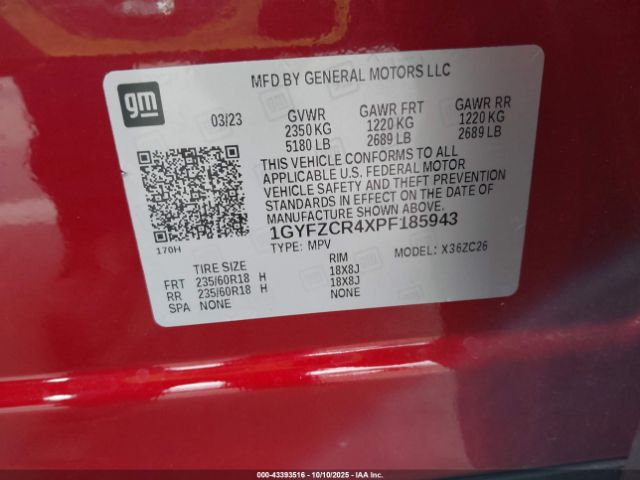 gm
MFD BY GENERAL MOTORS LLC
03/23 GVWR GAWR FRT GAWR RR
2350 KG 1220 KG 1220 KG
5180 LB 2689 LB 2689 LB
THIS VEHICLE CONFORMS TO ALL
APPLICABLE U.S. FEDERAL MOTOR
VEHICLE SAFETY AND THEFT PREVENTION
STANDARDS IN EFFECT ON THE DATE OF
MANUFACTURE SHOWN ABOVE.
1GYFZCR4XPF185943
170H TYPE: MPV MODEL: X36ZC26
TIRE SIZE RIM
FRT 235/60R18 H 18X8J
RR 235/60R18 H 18X8J
SPA NONE NONE
000-43393516 - 10/10/2025 - IAAI.COM